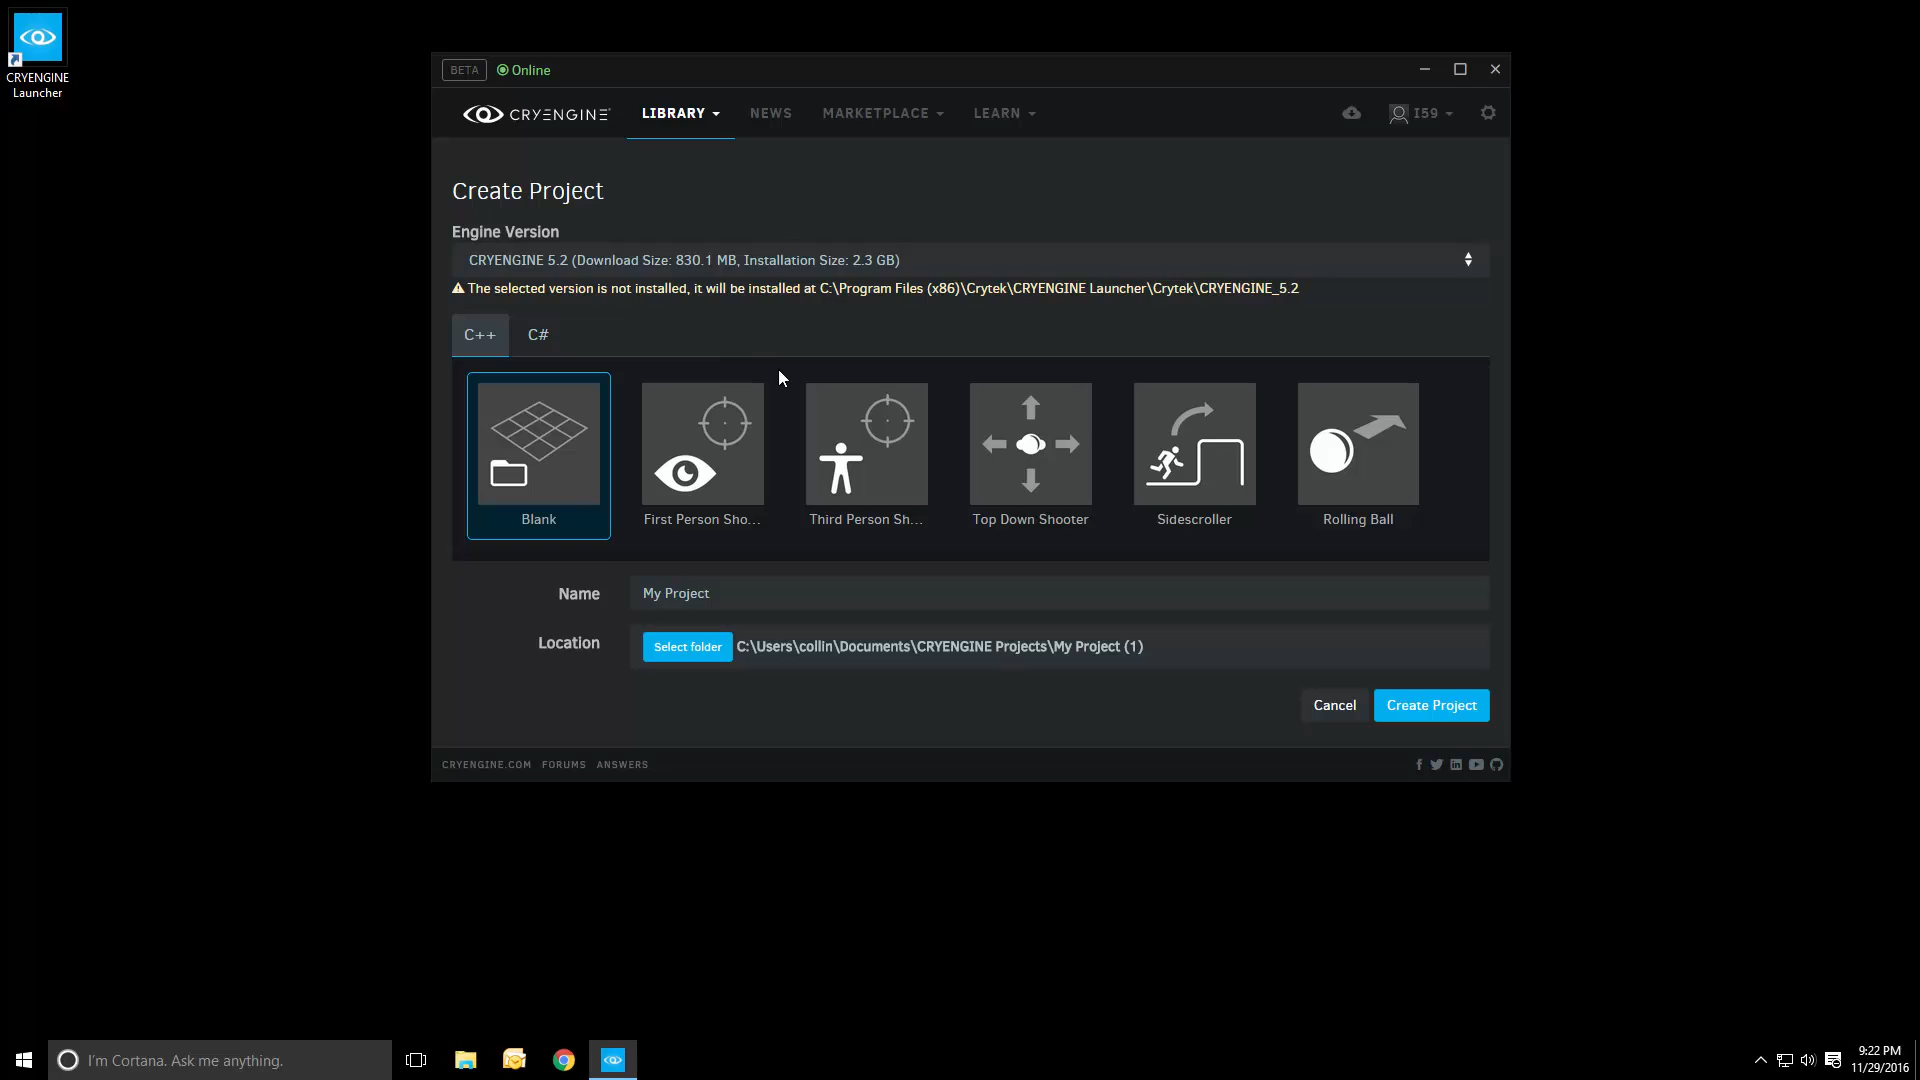 CRYENGINE
Launcher
BETA
Online
CRYENGINE
LIBRARY
NEWS
MARKETPLACE
LEARN
I59
Create Project
Engine Version
CRYENGINE 5.2 (Download Size: 830.1 MB, Installation Size: 2.3 GB)
The selected version is not installed, it will be installed at C:\Program Files (x86)\Crytek\CRYENGINE Launcher\Crytek\CRYENGINE_5.2
C++
C#
Blank
First Person Sho...
Third Person Sh...
Top Down Shooter
Sidescroller
Rolling Ball
Name
My Project
Location
Select folder
C:\Users\collin\Documents\CRYENGINE Projects\My Project (1)
Cancel
Create Project
CRYENGINE.COM
FORUMS
ANSWERS
I'm Cortana. Ask me anything.
9:22 PM
11/29/2016